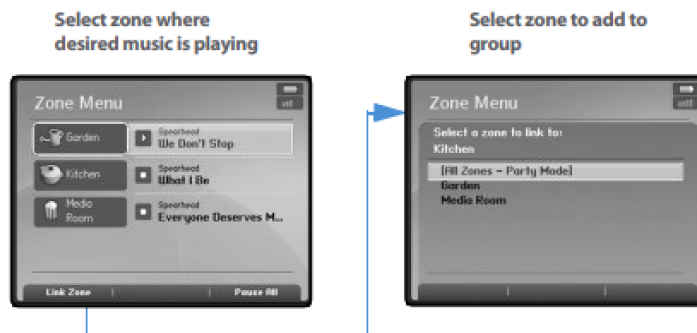 Select zone where
desired music is playing
Zone Menu
Garden
Spearhead
We Don't Stop
Kitchen
Spearhead
What I Be
Media
Room
Spearhead
Everyone Deserves M...
Link Zone
Pause All
Select zone to add to
group
Zone Menu
Select a zone to link to:
Kitchen
[All Zones - Party Mode]
Garden
Media Room